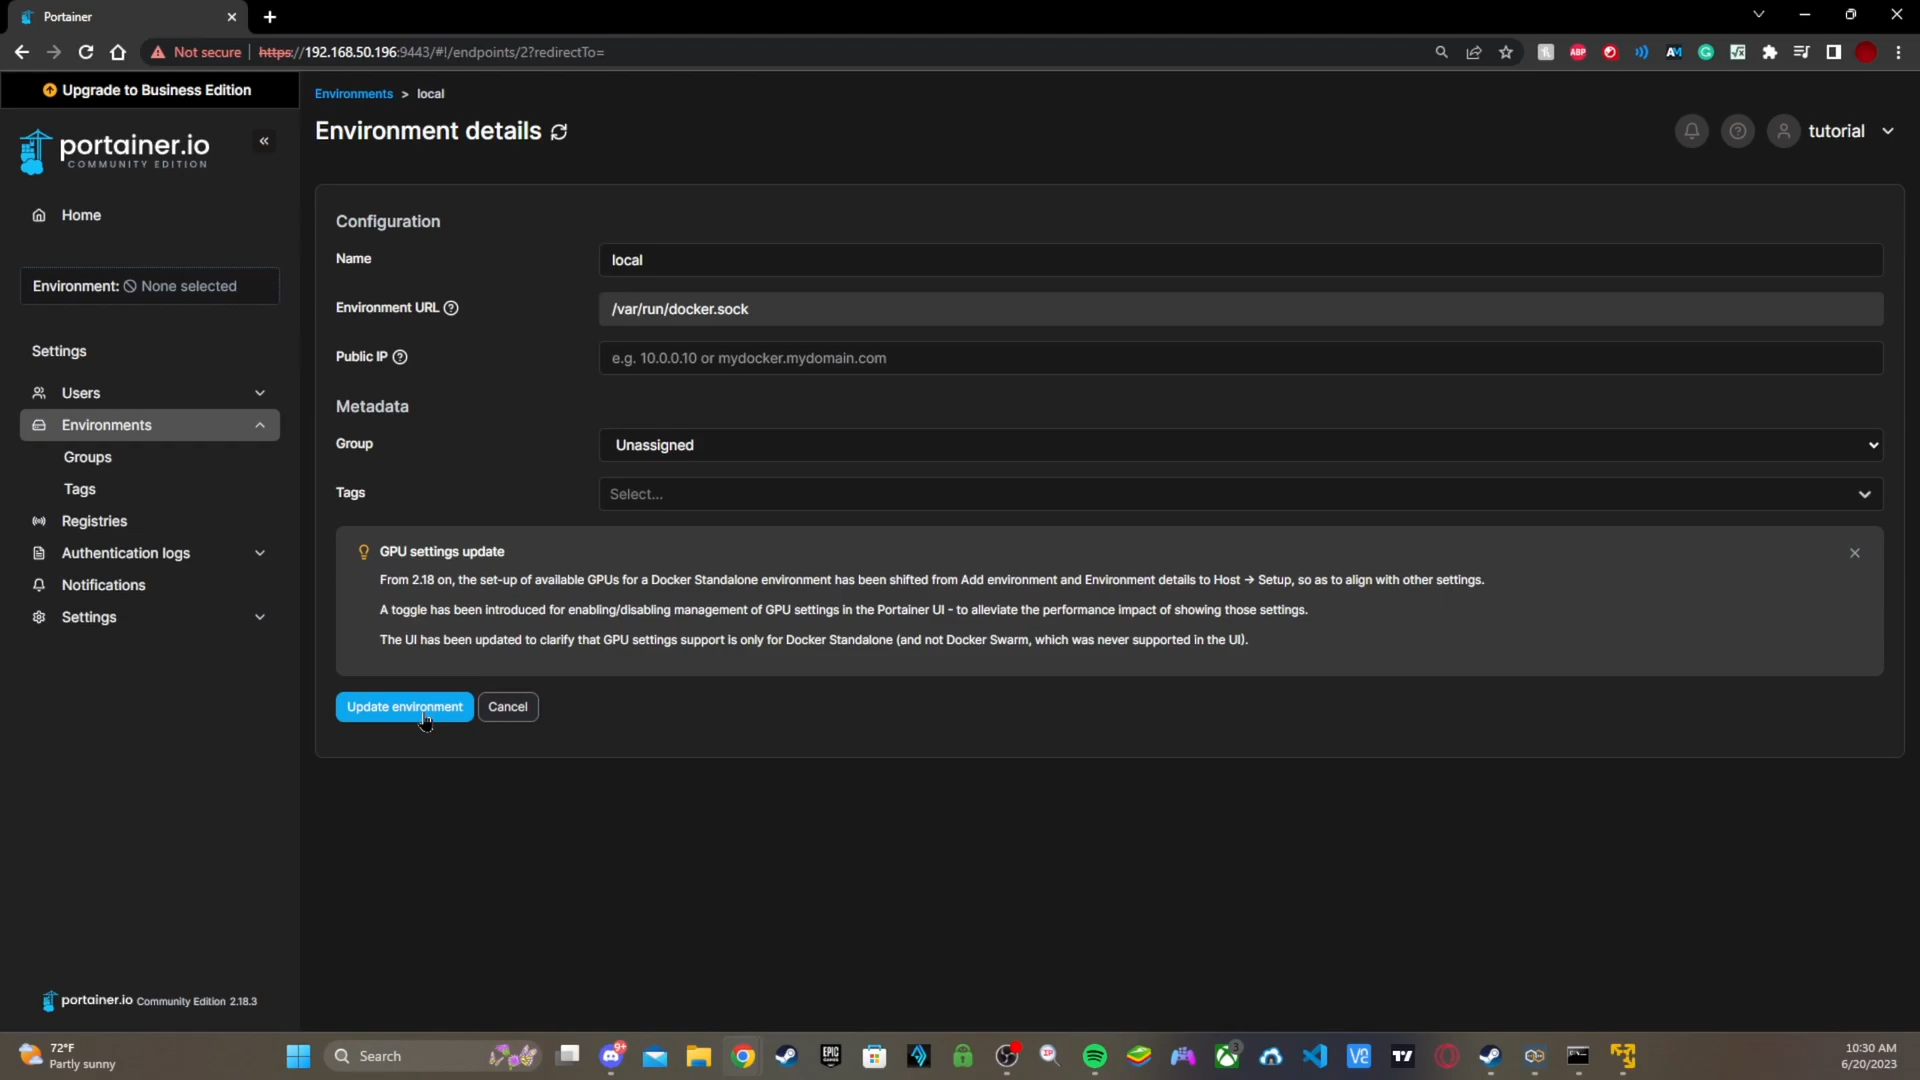 Portainer
Not secure
https://192.168.50.196:9443/#!/endpoints/2?redirectTo=
ABP
Upgrade to Business Edition
portainer.io
COMMUNITY EDITION
Home
Environment: None selected
Settings
Users
Environments
Groups
Tags
Registries
Authentication logs
Notifications
Settings
portainer.io Community Edition 2.18.3
Environments > local
Environment details
tutorial
Configuration
Name
local
Environment URL
/var/run/docker.sock
Public IP
e.g. 10.0.0.10 or mydocker.mydomain.com
Metadata
Group
Unassigned
Tags
Select...
GPU settings update
From 2.18 on, the set-up of available GPUs for a Docker Standalone environment has been shifted from Add environment and Environment details to Host → Setup, so as to align with other settings.
A toggle has been introduced for enabling/disabling management of GPU settings in the Portainer UI - to alleviate the performance impact of showing those settings.
The UI has been updated to clarify that GPU settings support is only for Docker Standalone (and not Docker Swarm, which was never supported in the UI).
Update environment
Cancel
72°F
Partly sunny
Search
9+
EPIC
GAMES
3
10:30 AM
6/20/2023